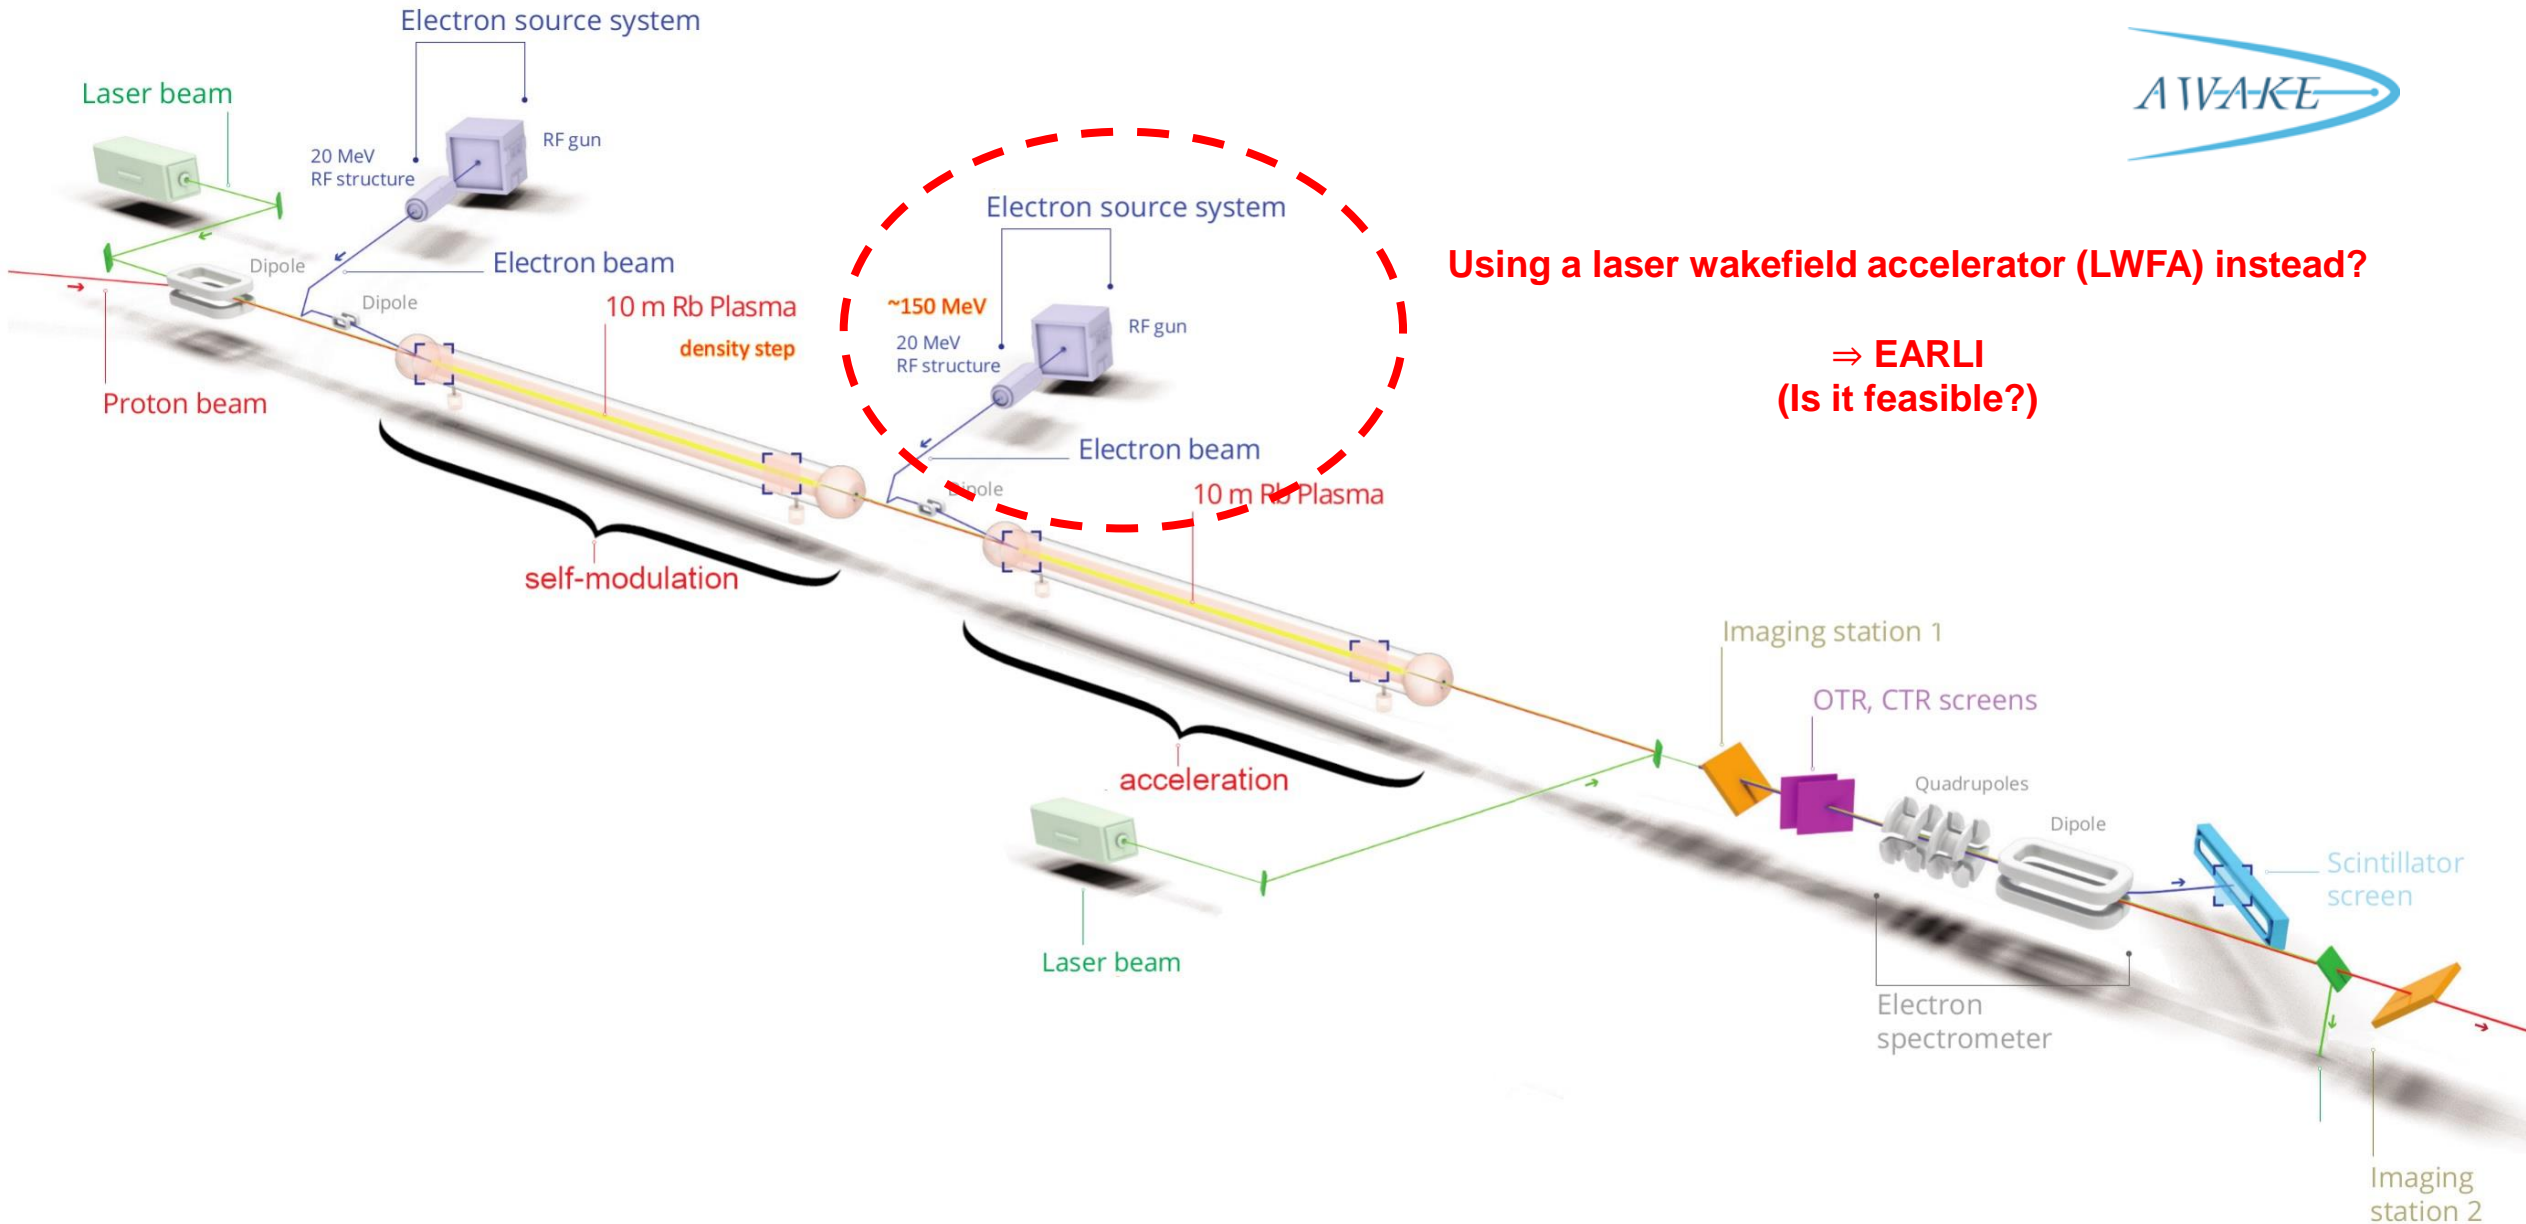 Electron source system
AWAKE
Laser beam
RF gun
20 MeV
RF structure
Electron source system
Dipole
Electron beam
Using a laser wakefield accelerator (LWFA) instead?
Dipole
10 m Rb Plasma
~150 MeV
density step
RF gun
20 MeV
RF structure
⇒ EARLI
(Is it feasible?)
Proton beam
Electron beam
Dipole
10 m Rb Plasma
self-modulation
Imaging station 1
OTR, CTR screens
acceleration
Quadrupoles
Dipole
Scintillator
screen
Laser beam
Electron
spectrometer
Imaging
station 2